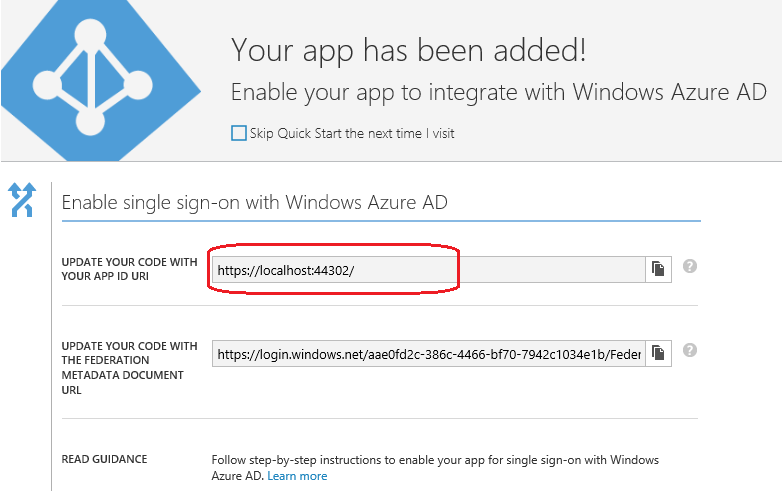 Your app has been added!
Enable your app to integrate with Windows Azure AD
Skip Quick Start the next time I visit
Enable single sign-on with Windows Azure AD
UPDATE YOUR CODE WITH
YOUR APP ID URI
https://localhost:44302/
?
UPDATE YOUR CODE WITH
THE FEDERATION
METADATA DOCUMENT
URL
https://login.windows.net/aae0fd2c-386c-4466-bf70-7942c1034e1b/Feder
?
READ GUIDANCE
Follow step-by-step instructions to enable your app for single sign-on with Windows
Azure AD. Learn more